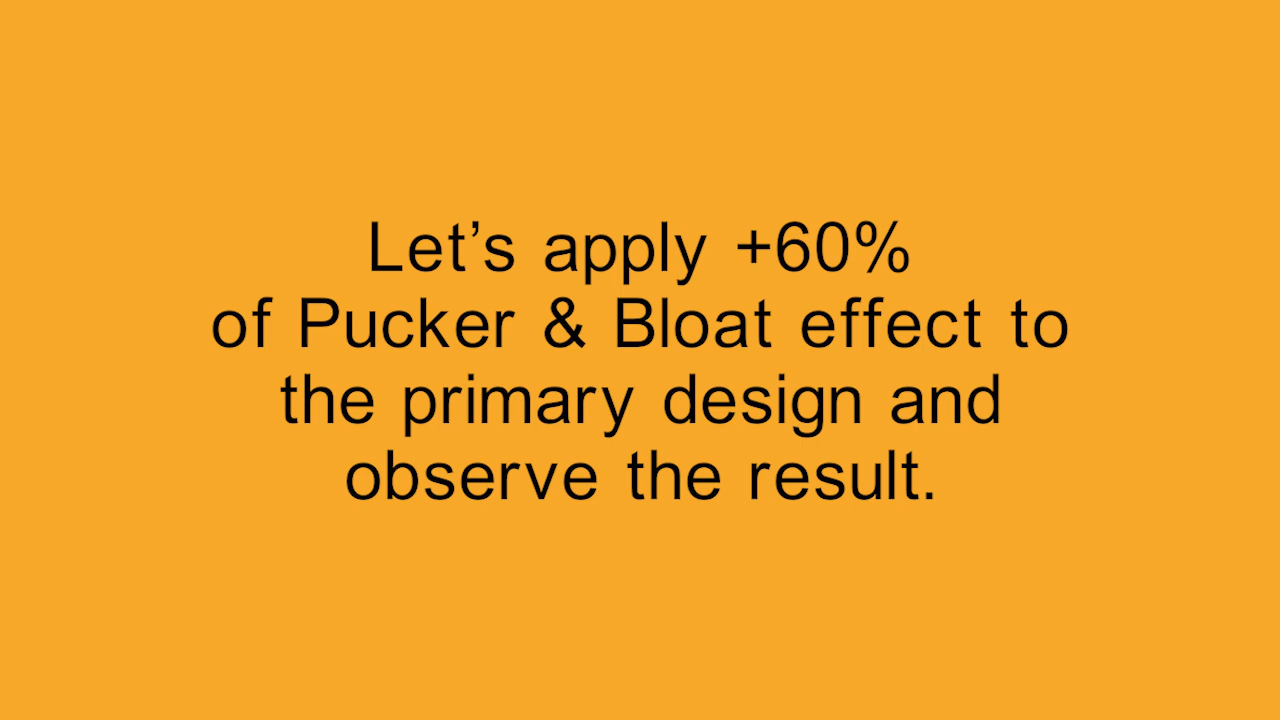 Let’s apply +60%
of Pucker & Bloat effect to
the primary design and
observe the result.